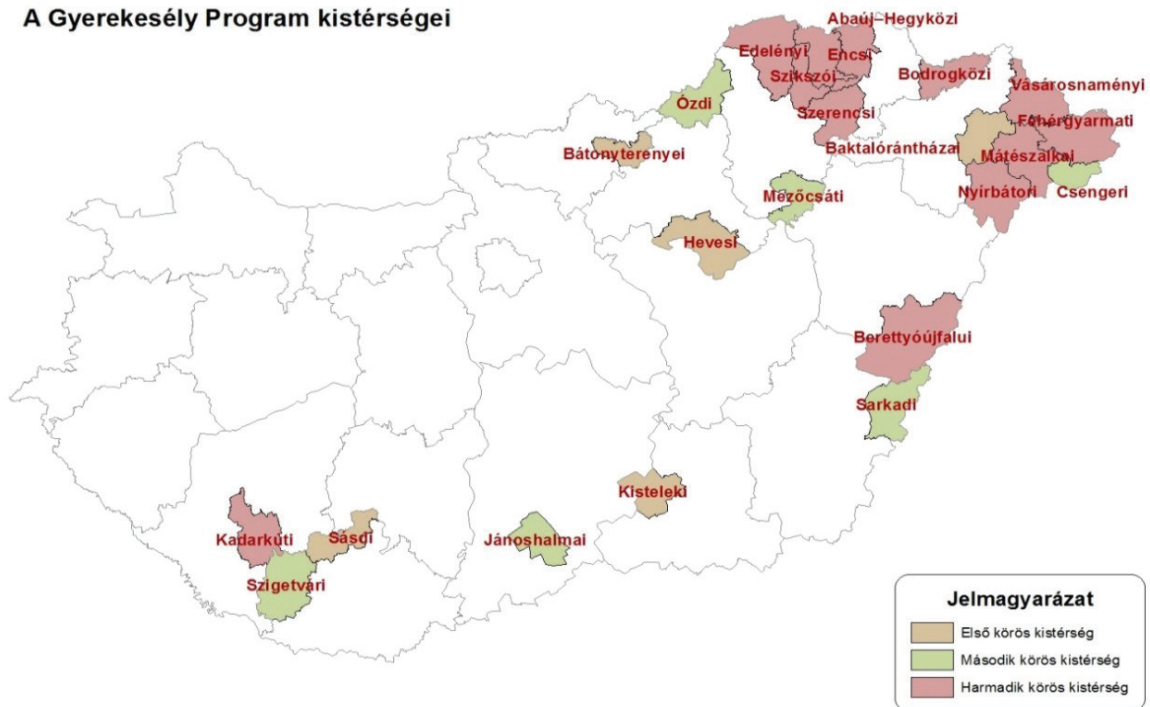 A Gyerekesély Program kistérségei
Abaúj–Hegyközi
Edelényi
Encsi
Szikszói
Bodrogközi
Vásárosnaményi
Ózdi
Szerencsi
Fehérgyarmati
Baktalórántházai
Bátonyterenyei
Mátészalkai
Mezőcsáti
Nyírbátori
Csengeri
Hevesi
Berettyóújfalui
Sarkadi
Kisteleki
Kadarkúti
Sásdi
Jánoshalmai
Szigetvári
Jelmagyarázat
Első körös kistérség
Második körös kistérség
Harmadik körös kistérség